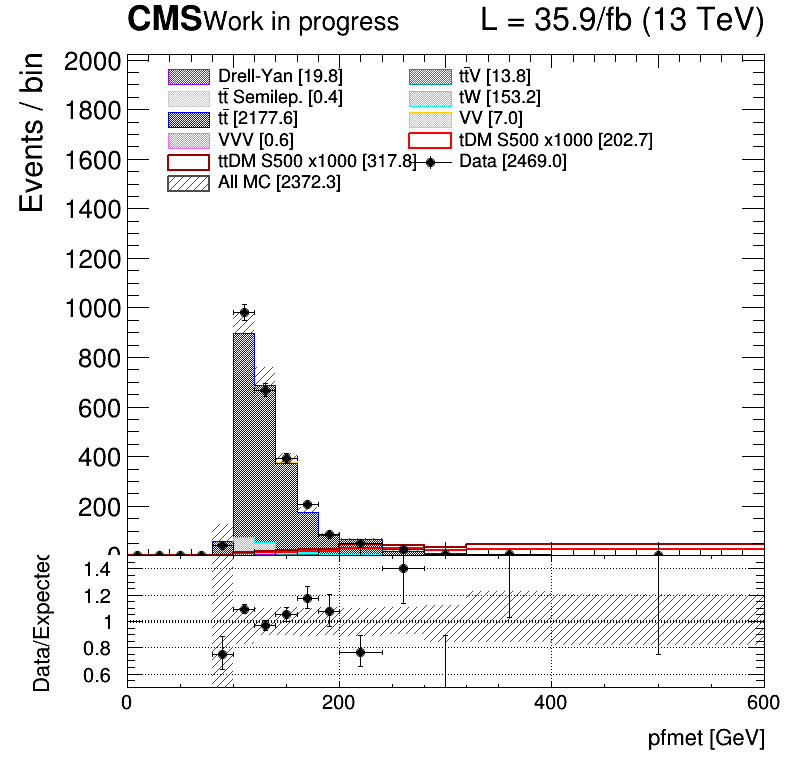 CMS Work in progress L = 35.9/fb (13 TeV)
Events / bin
2000
1800
1600
1400
1200
1000
800
600
400
200
0
Drell-Yan [19.8] tt̄V [13.8]
tt̄ Semilep. [0.4] tW [153.2]
tt̄ [2177.6] VV [7.0]
VVV [0.6] tDM S500 x1000 [202.7]
ttDM S500 x1000 [317.8] Data [2469.0]
All MC [2372.3]
Data/Expected
1.4
1.2
1
0.8
0.6
0 200 400 600
pfmet [GeV]